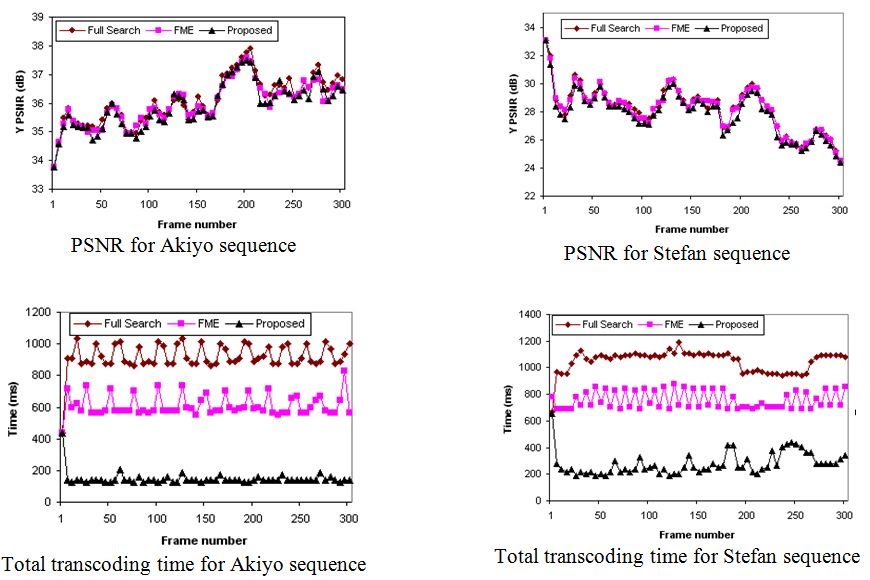 39
38
37
36
35
34
33
Y PSNR (dB)
Full Search FME Proposed
1 50 100 150 200 250 300
Frame number
PSNR for Akiyo sequence
34
32
30
28
26
24
22
Y PSNR (dB)
Full Search FME Proposed
1 50 100 150 200 250 300
Frame number
PSNR for Stefan sequence
1200
1000
800
600
400
200
0
Time (ms)
Full Search FME Proposed
1 50 100 150 200 250 300
Frame number
Total transcoding time for Akiyo sequence
1400
1200
1000
800
600
400
200
0
Time (ms)
Full Search FME Proposed
1 50 100 150 200 250 300
Frame number
Total transcoding time for Stefan sequence